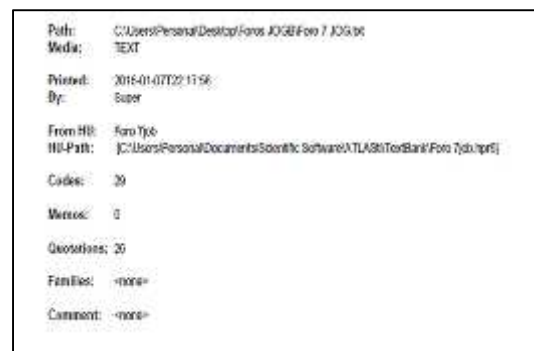 Path: C:\Users\Personal\Desktop\Foros JOGB\Foro 7 JOG.txt
Media: TEXT
Printed: 2016-01-07T22:17:56
By: Super
From HU: Foro 7job
HU-Path: [C:\Users\Personal\Documents\Scientific Software\ATLASti\TextBank\Foro 7job.hpr6]
Codes: 29
Memos: 0
Quotations: 26
Families: <none>
Comment: <none>